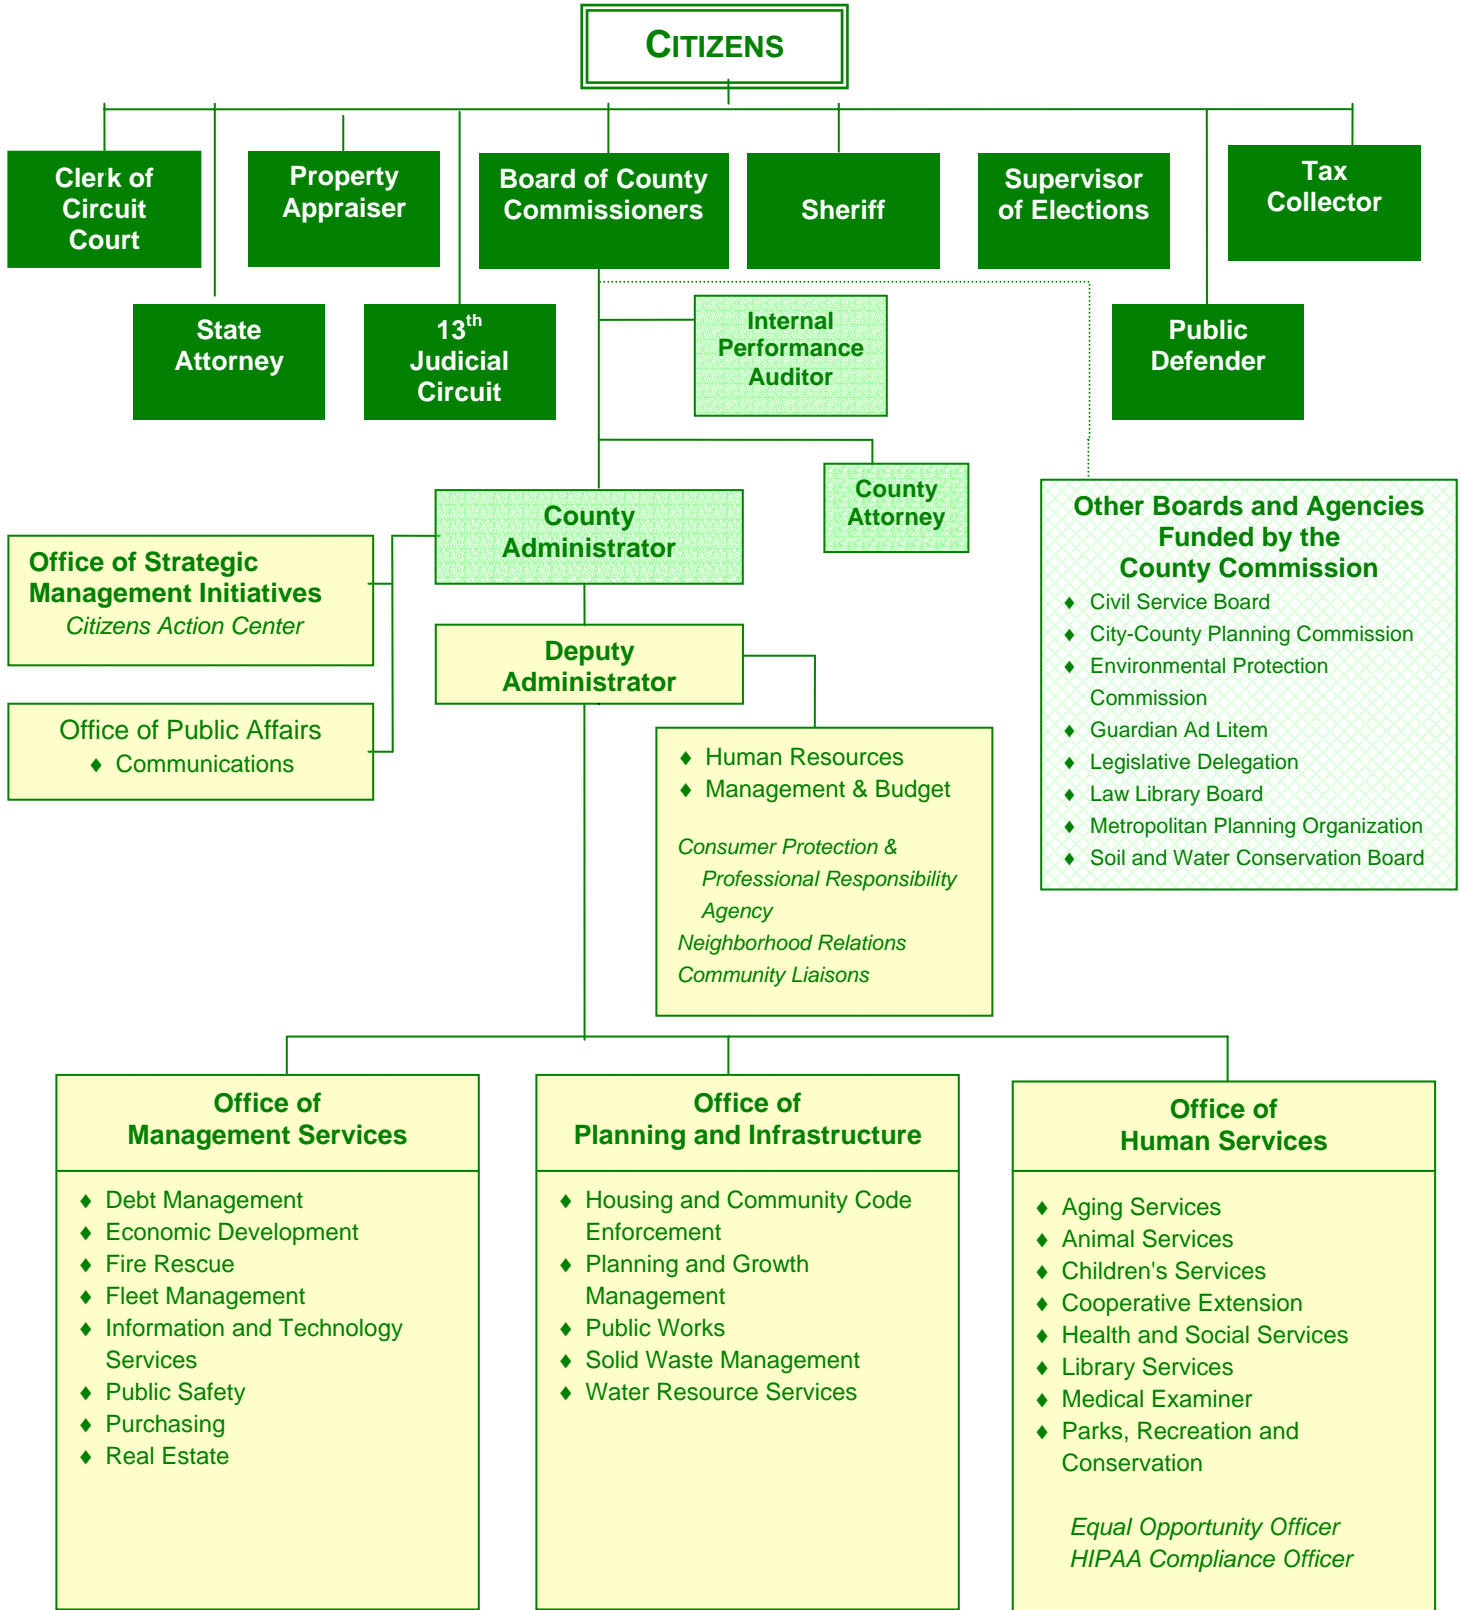 CITIZENS
Clerk of
Circuit
Court
Property
Appraiser
Board of County
Commissioners
Sheriff
Supervisor
of Elections
Tax
Collector
State
Attorney
13th
Judicial
Circuit
Internal
Performance
Auditor
Public
Defender
County
Attorney
County
Administrator
Other Boards and Agencies
Funded by the
County Commission
♦ Civil Service Board
♦ City-County Planning Commission
♦ Environmental Protection
Commission
♦ Guardian Ad Litem
♦ Legislative Delegation
♦ Law Library Board
♦ Metropolitan Planning Organization
♦ Soil and Water Conservation Board
Office of Strategic
Management Initiatives
Citizens Action Center
Deputy
Administrator
Office of Public Affairs
♦ Communications
♦ Human Resources
♦ Management & Budget
Consumer Protection &
Professional Responsibility
Agency
Neighborhood Relations
Community Liaisons
Office of
Management Services
♦ Debt Management
♦ Economic Development
♦ Fire Rescue
♦ Fleet Management
♦ Information and Technology
Services
♦ Public Safety
♦ Purchasing
♦ Real Estate
Office of
Planning and Infrastructure
♦ Housing and Community Code
Enforcement
♦ Planning and Growth
Management
♦ Public Works
♦ Solid Waste Management
♦ Water Resource Services
Office of
Human Services
♦ Aging Services
♦ Animal Services
♦ Children's Services
♦ Cooperative Extension
♦ Health and Social Services
♦ Library Services
♦ Medical Examiner
♦ Parks, Recreation and
Conservation
Equal Opportunity Officer
HIPAA Compliance Officer